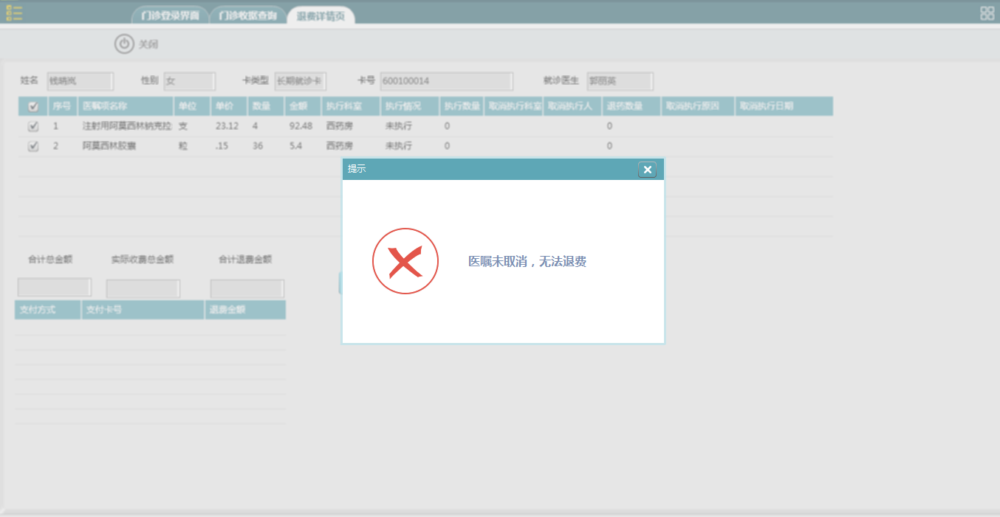 门诊登录界面 门诊收据查询 退费详情页
关闭
姓名 钱晴岚 性别 女 卡类型 长期就诊卡 卡号 600100014 就诊医生 郭丽英
序号 医嘱项名称 单位 单价 数量 金额 执行科室 执行情况 执行数量 取消执行科室 取消执行人 退药数量 取消执行原因 取消执行日期
1 注射用阿莫西林钠克拉 支 23.12 4 92.48 西药房 未执行 0 0
2 阿莫西林胶囊 粒 .15 36 5.4 西药房 未执行 0 0
提示
医嘱未取消，无法退费
合计总金额 实际收费总金额 合计退费金额
支付方式 支付卡号 退费金额